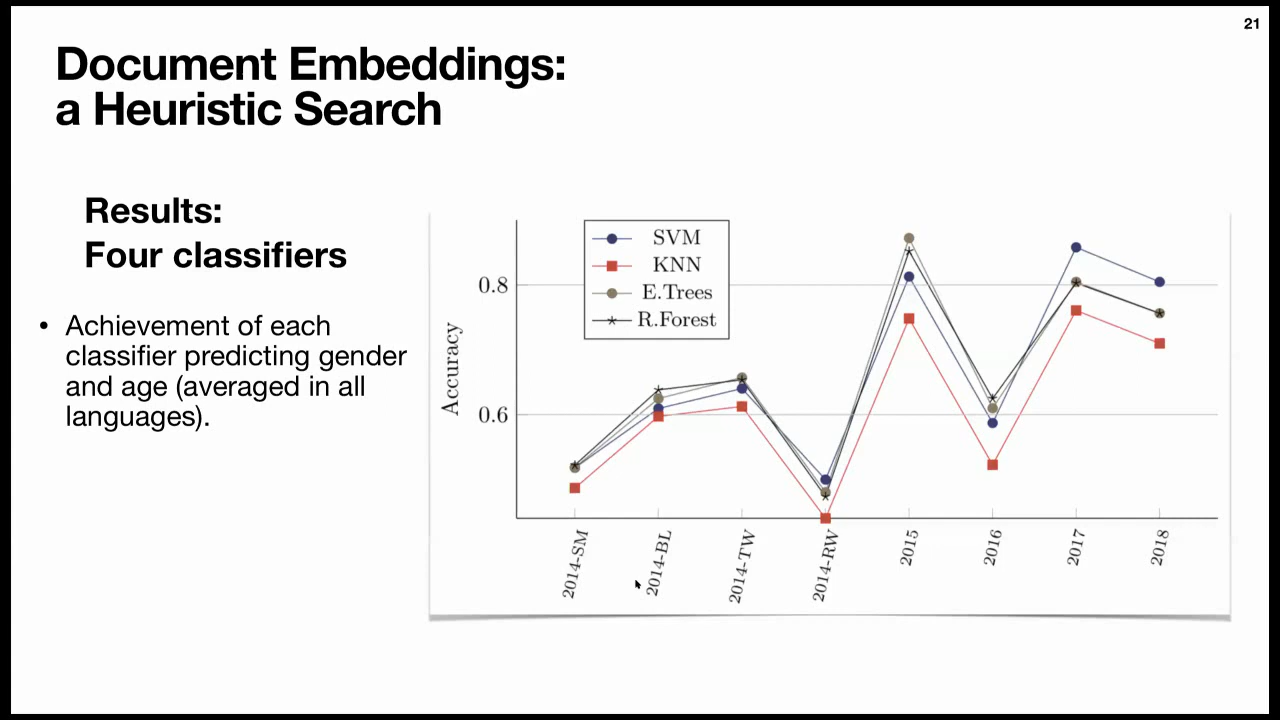 21
Document Embeddings:
a Heuristic Search
Results:
Four classifiers
• Achievement of each
classifier predicting gender
and age (averaged in all
languages).
SVM
KNN
E.Trees
R.Forest
Accuracy
0.8
0.6
2014-SM
2014-BL
2014-TW
2014-RW
2015
2016
2017
2018